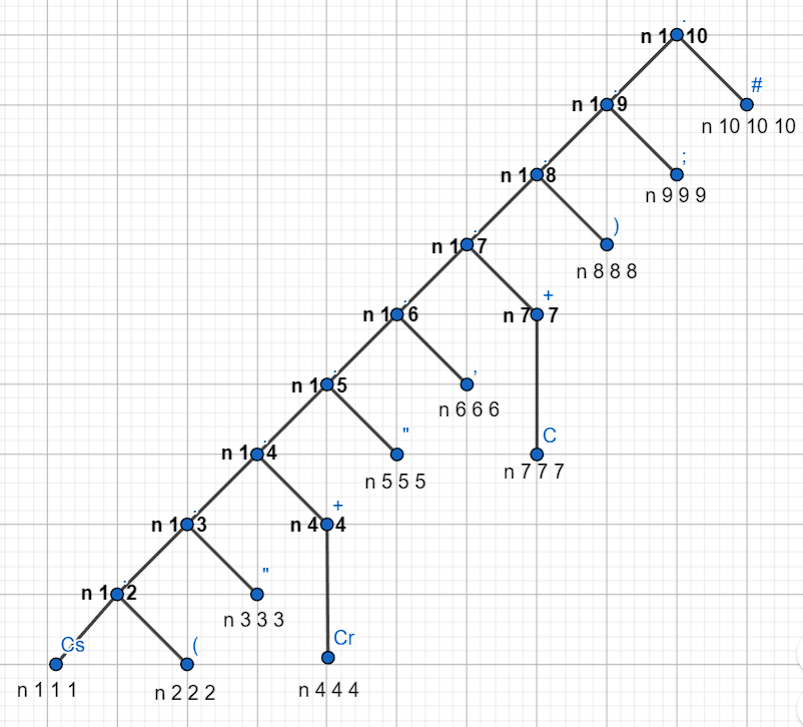 .
n 1 10
#
. n 1 9
n 10 10 10
. ;
n 1 8
n 9 9 9
. )
n 1 7
n 8 8 8
. +
n 1 6 n 7 7
. '
n 1 5
n 6 6 6
. " C
n 1 4
n 7 7 7
n 5 5 5
. +
n 1 3 n 4 4
. "
n 1 2
n 3 3 3
Cs ( Cr
n 1 1 1 n 2 2 2 n 4 4 4